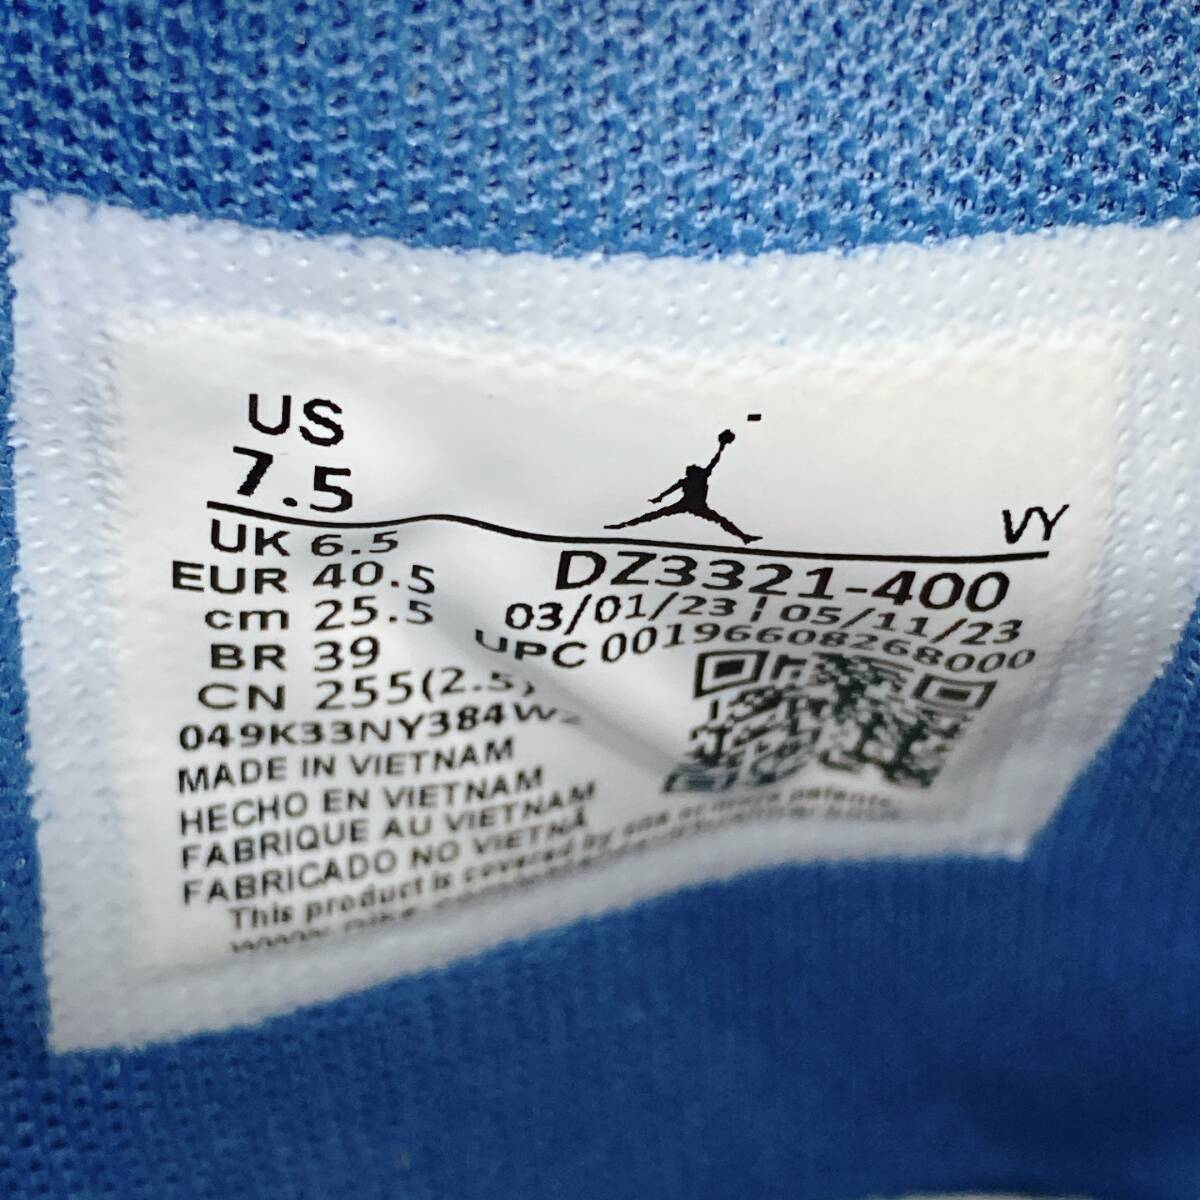 US
7.5
VY
UK 6.5
EUR 40.5
cm 25.5
BR 39
CN 255(2.5)
DZ3321-400
03/01/23 ¦ 05/11/23
UPC 00196608268000
049K33NY384W
MADE IN VIETNAM
HECHO EN VIETNAM
FABRIQUE AU VIETNAM
FABRICADO NO VIETNÃ
This product is covered by one or more patents.